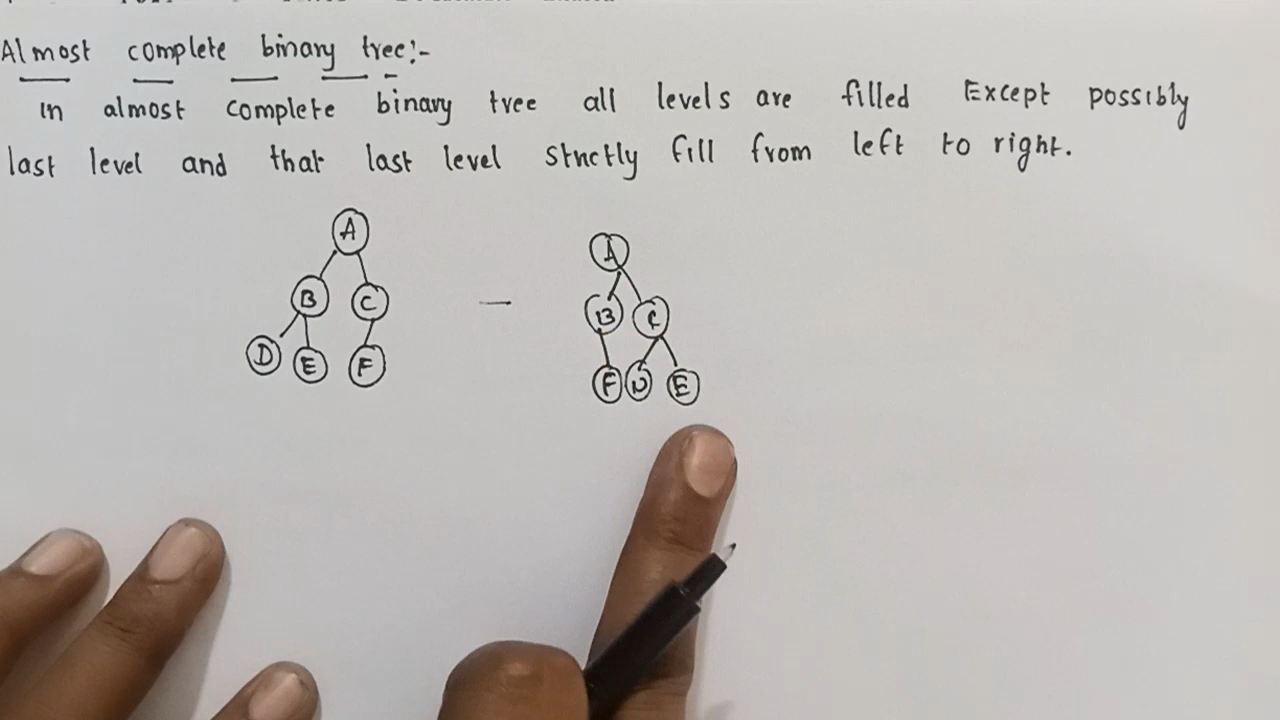 Almost complete binary tree:-
In almost complete binary tree all levels are filled Except possibly
last level and that last level strictly fill from left to right.
A A
B C B C
D E F F D E